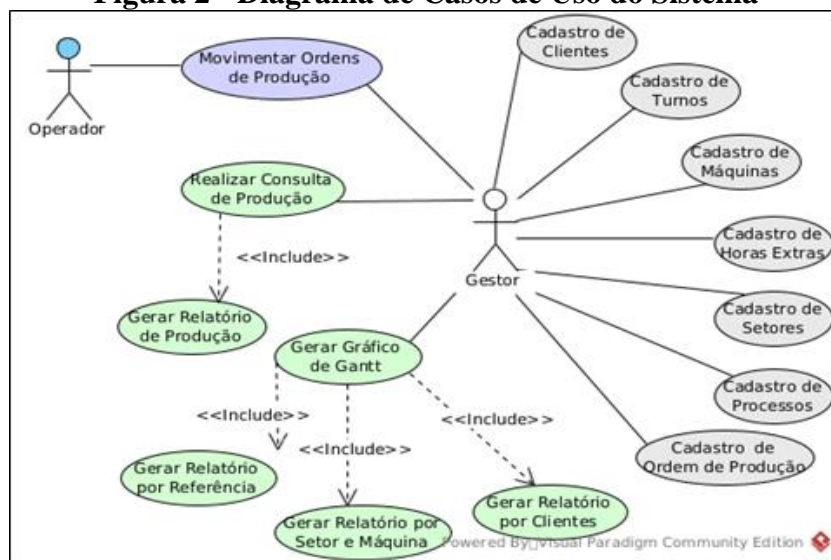 Figura 2 - Diagrama de Casos de Uso do Sistema
Operador
Movimentar Ordens
de Produção
Cadastro de
Clientes
Cadastro de
Turnos
Cadastro de
Máquinas
Realizar Consulta
de Produção
Cadastro de
Horas Extras
<<Include>>
Gestor
Gerar Relatório
de Produção
Cadastro de
Setores
Gerar Gráfico
de Gantt
Cadastro de
Processos
<<Include>>
<<Include>>
<<Include>>
Cadastro de
Ordem de Produção
Gerar Relatório
por Referência
Gerar Relatório por
Setor e Máquina
Gerar Relatório
por Clientes
Powered By Visual Paradigm Community Edition